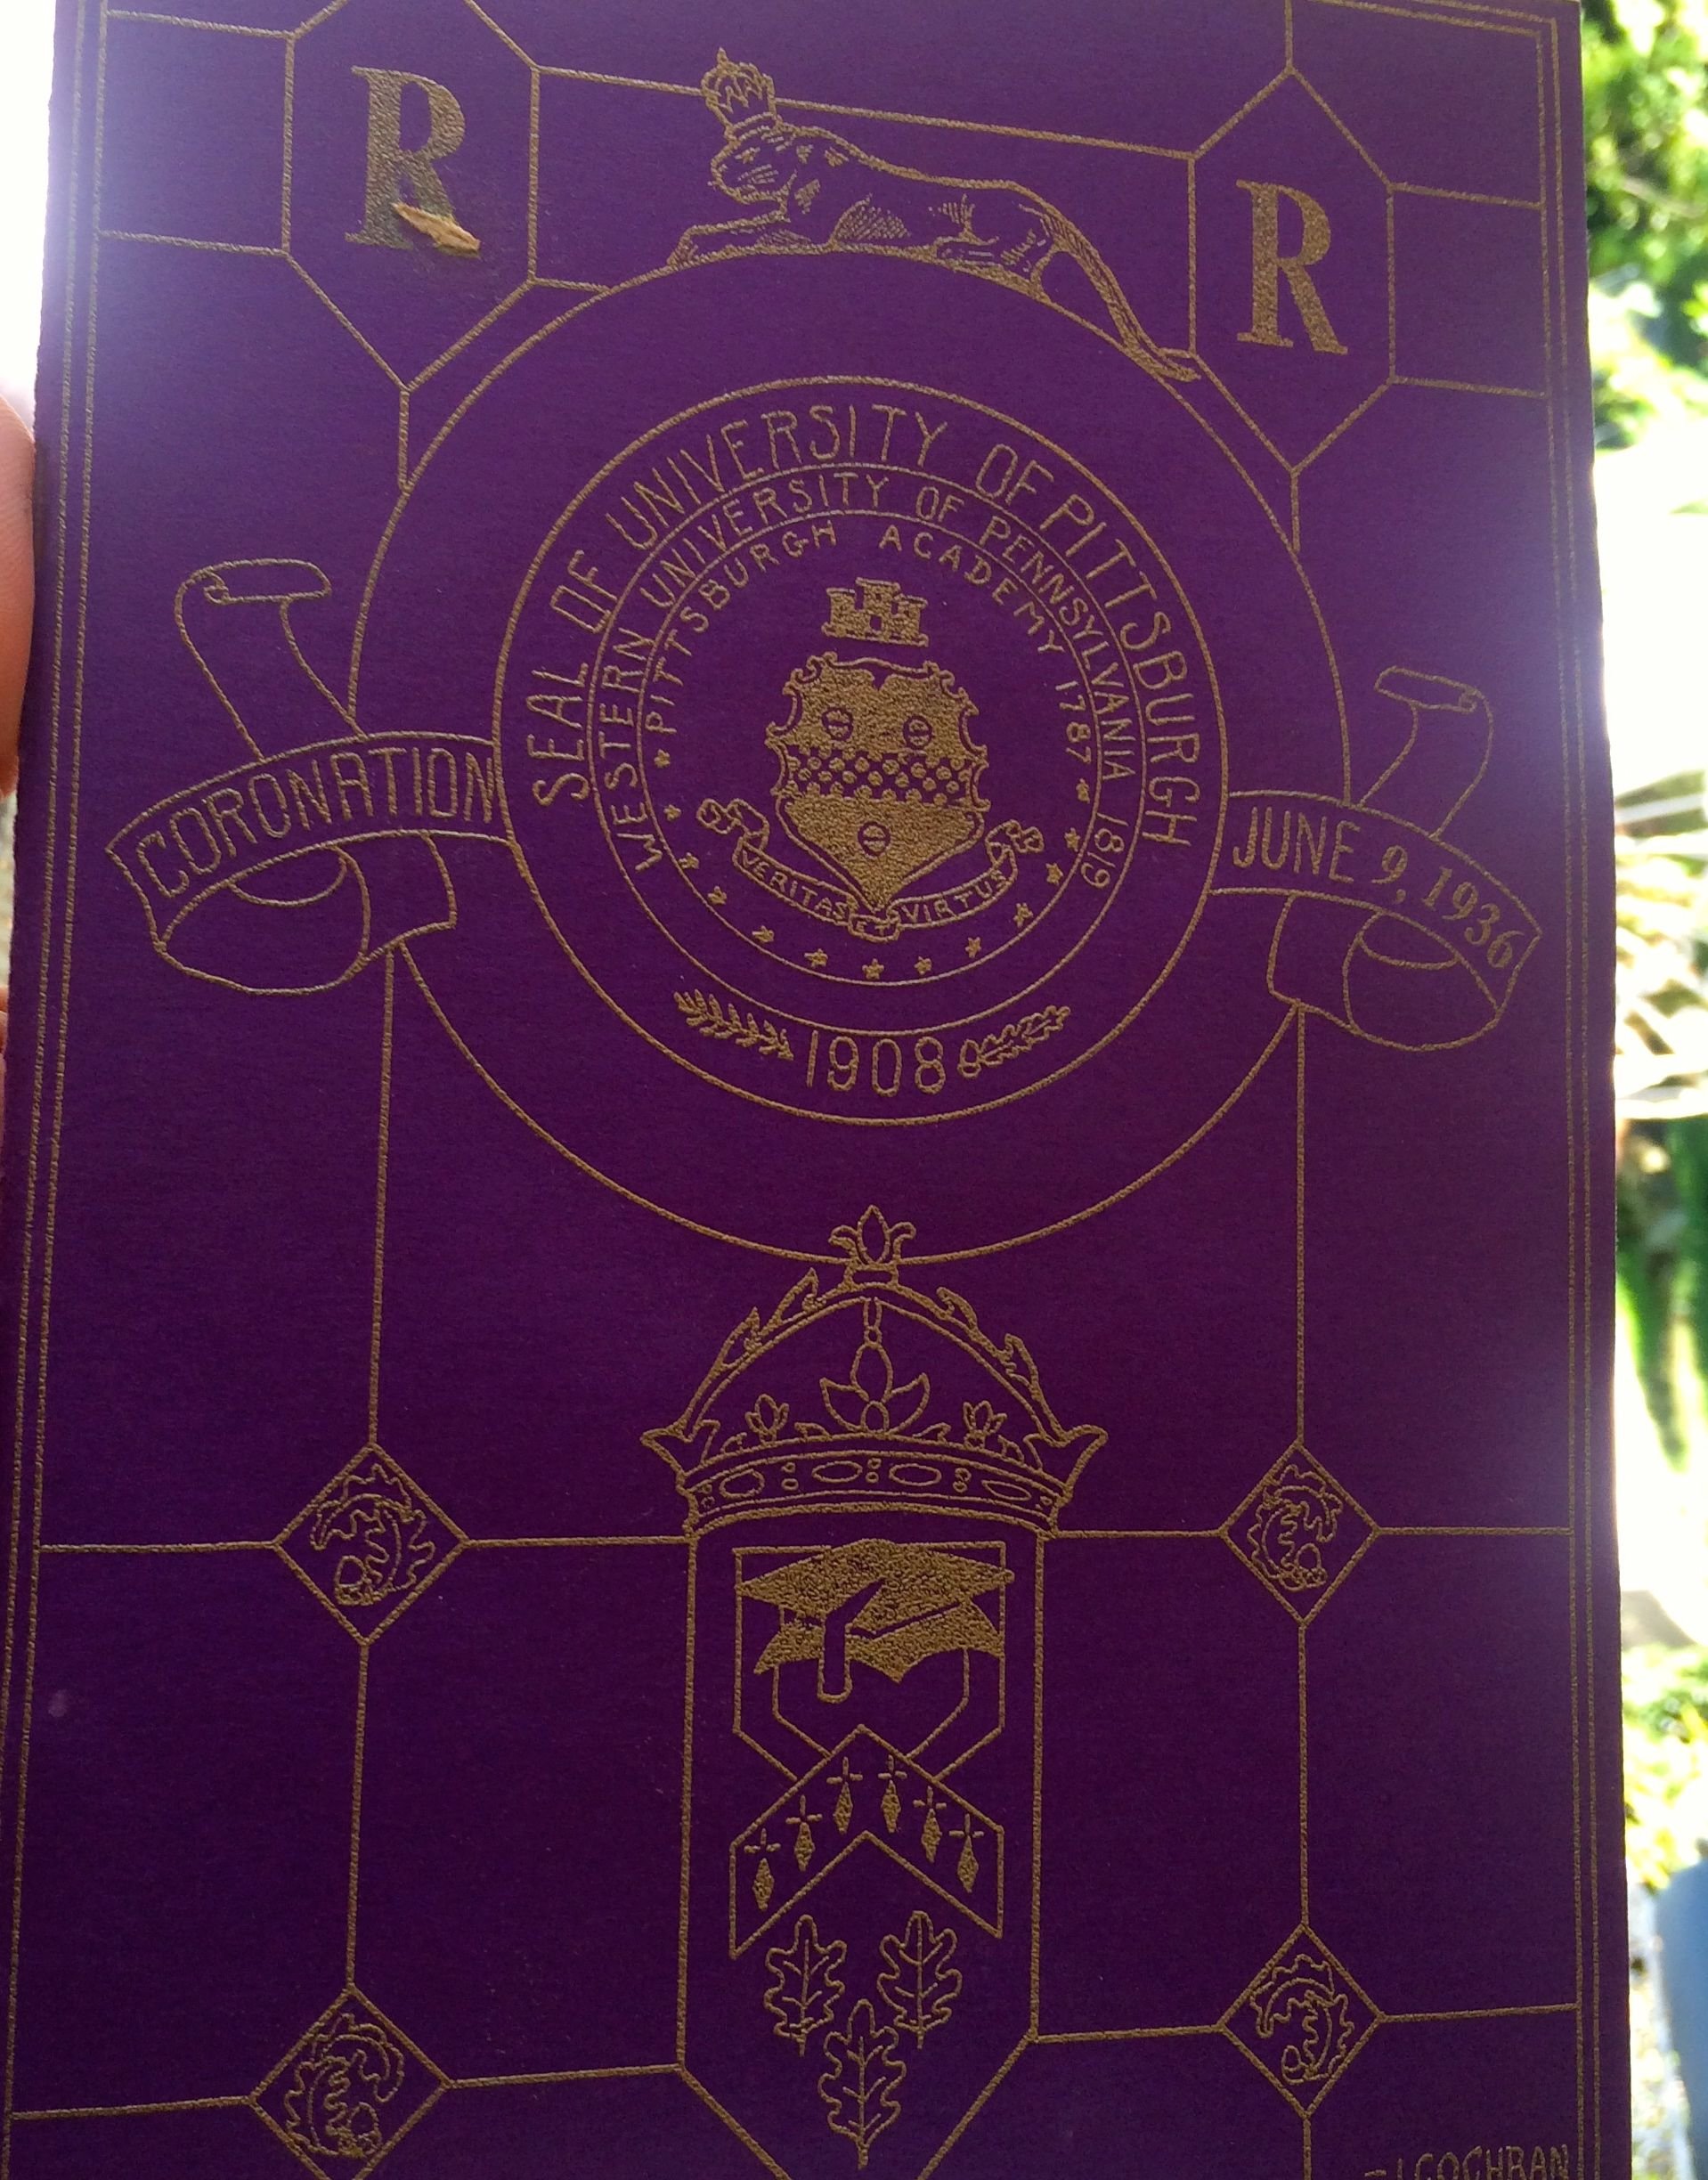 R
R
SEAL OF UNIVERSITY OF PITTSBURGH
WESTERN UNIVERSITY OF PENNSYLVANIA 1819
PITTSBURGH ACADEMY 1787
CORONATION
JUNE 9, 1936
VERITAS VIRTUS
1908
COCHRAN